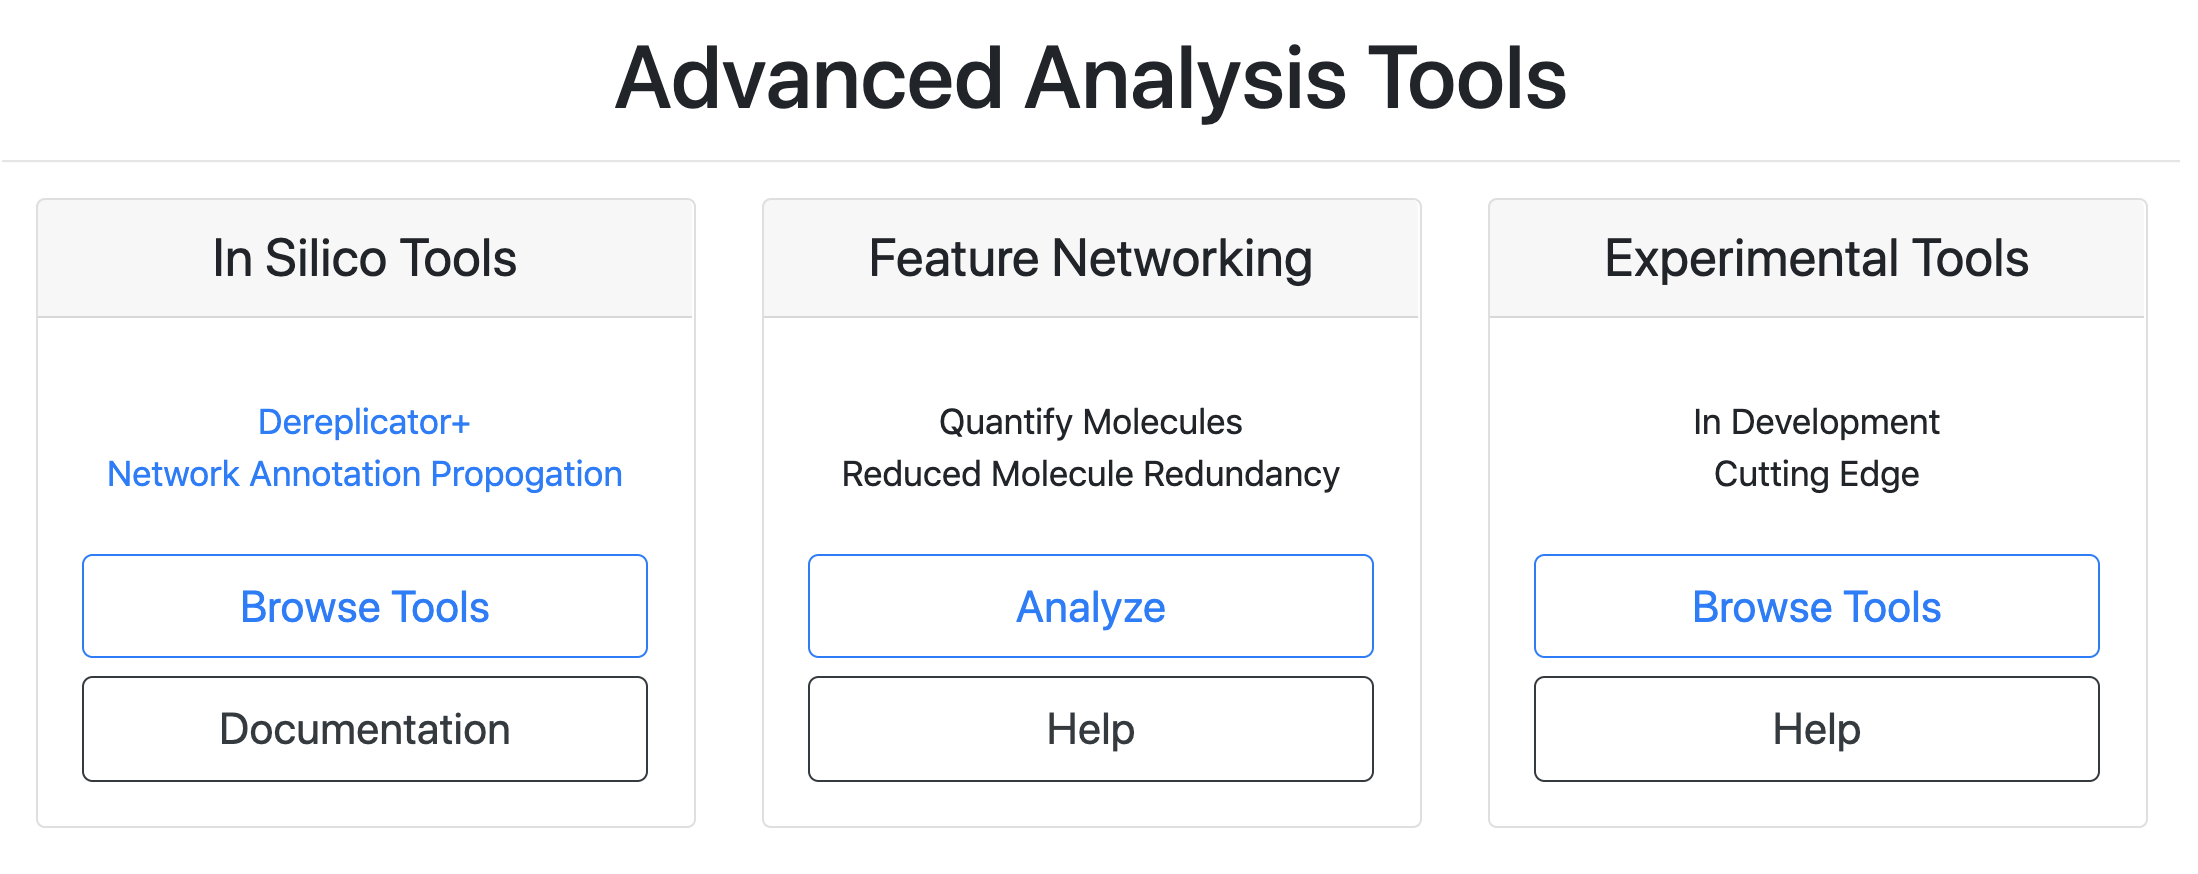 Advanced Analysis Tools
In Silico Tools
Dereplicator+
Network Annotation Propogation
Browse Tools
Documentation
Feature Networking
Quantify Molecules
Reduced Molecule Redundancy
Analyze
Help
Experimental Tools
In Development
Cutting Edge
Browse Tools
Help